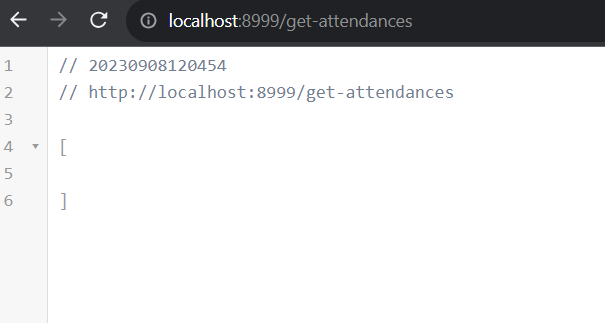 localhost:8999/get-attendances
1 // 20230908120454
2 // http://localhost:8999/get-attendances
3
4 [
5
6 ]